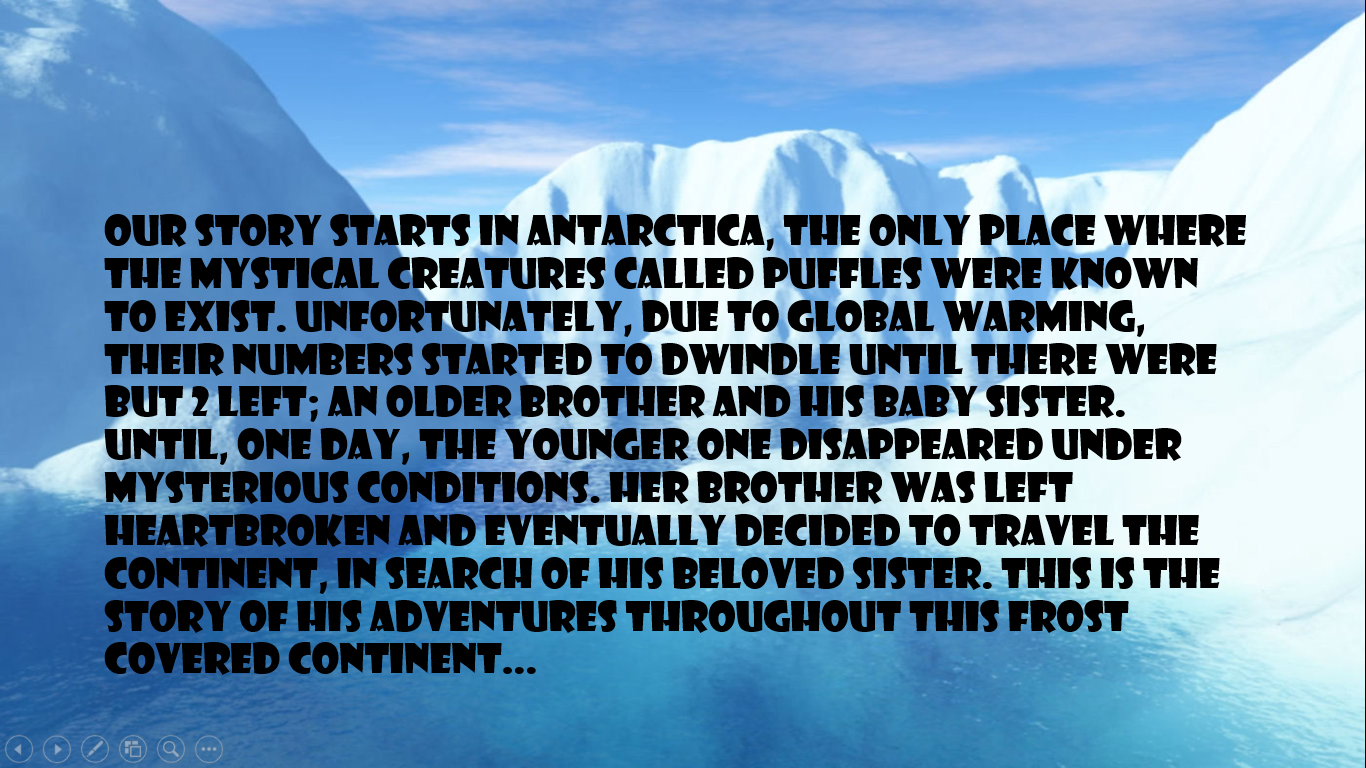 OUR STORY STARTS IN ANTARCTICA, THE ONLY PLACE WHERE
THE MYSTICAL CREATURES CALLED PUFFLES WERE KNOWN
TO EXIST. UNFORTUNATELY, DUE TO GLOBAL WARMING,
THEIR NUMBERS STARTED TO DWINDLE UNTIL THERE WERE
BUT 2 LEFT; AN OLDER BROTHER AND HIS BABY SISTER.
UNTIL, ONE DAY, THE YOUNGER ONE DISAPPEARED UNDER
MYSTERIOUS CONDITIONS. HER BROTHER WAS LEFT
HEARTBROKEN AND EVENTUALLY DECIDED TO TRAVEL THE
CONTINENT, IN SEARCH OF HIS BELOVED SISTER. THIS IS THE
STORY OF HIS ADVENTURES THROUGHOUT THIS FROST
COVERED CONTINENT...